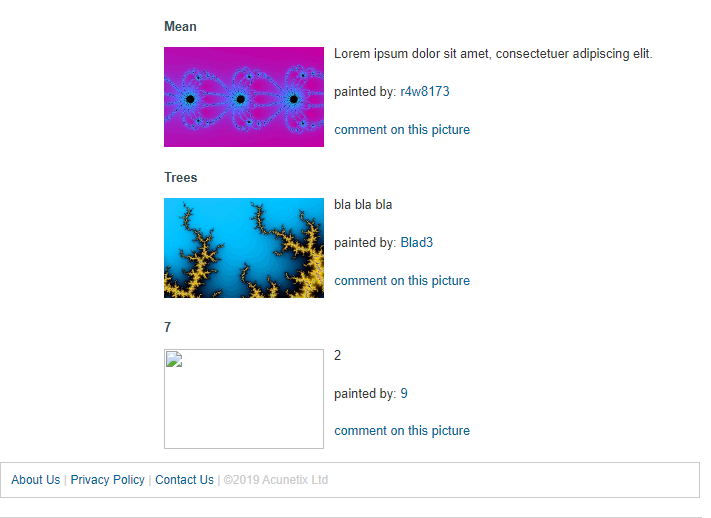 Mean
Lorem ipsum dolor sit amet, consectetuer adipiscing elit.
painted by: r4w8173
comment on this picture
Trees
bla bla bla
painted by: Blad3
comment on this picture
7
2
painted by: 9
comment on this picture
About Us | Privacy Policy | Contact Us | ©2019 Acunetix Ltd